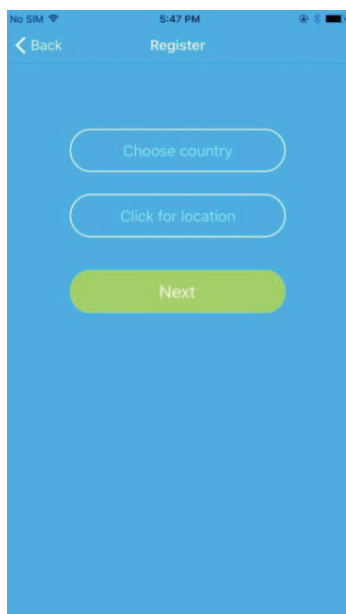 No SIM 5:47 PM
Back Register
Choose country
Click for location
Next